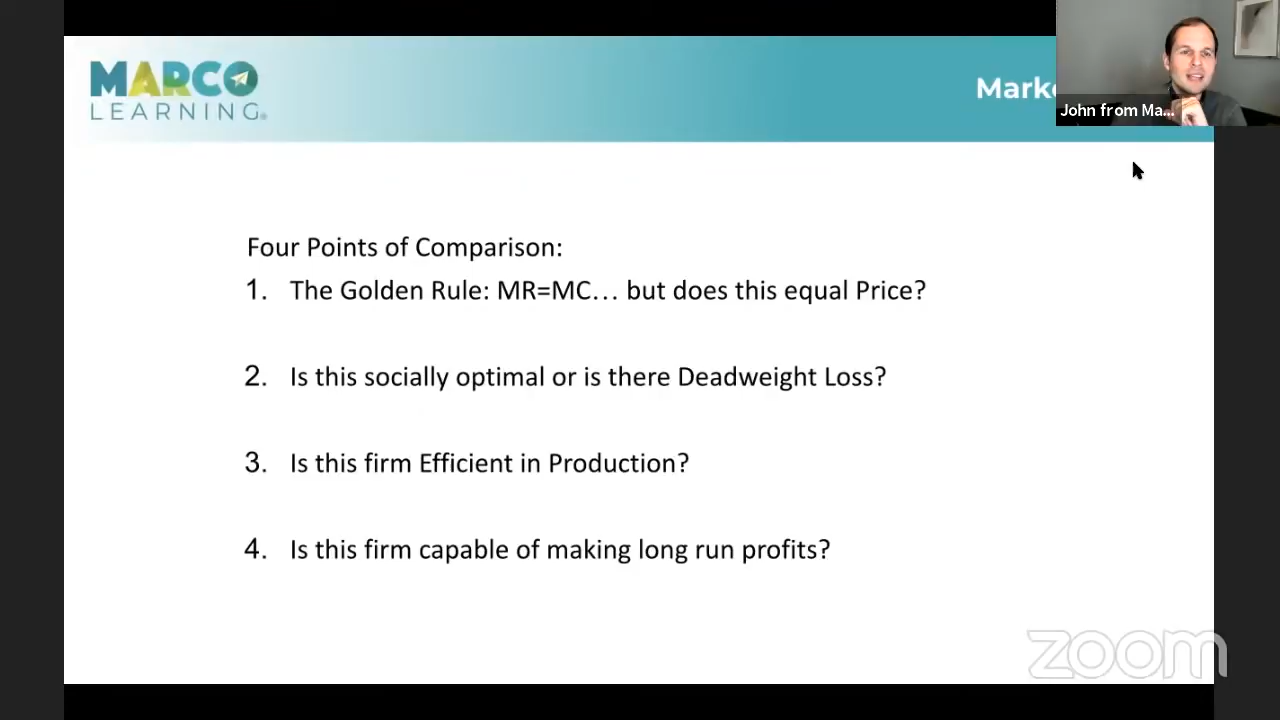 MARCO
LEARNING®
John from Ma...
Four Points of Comparison:
1. The Golden Rule: MR=MC… but does this equal Price?
2. Is this socially optimal or is there Deadweight Loss?
3. Is this firm Efficient in Production?
4. Is this firm capable of making long run profits?
zoom